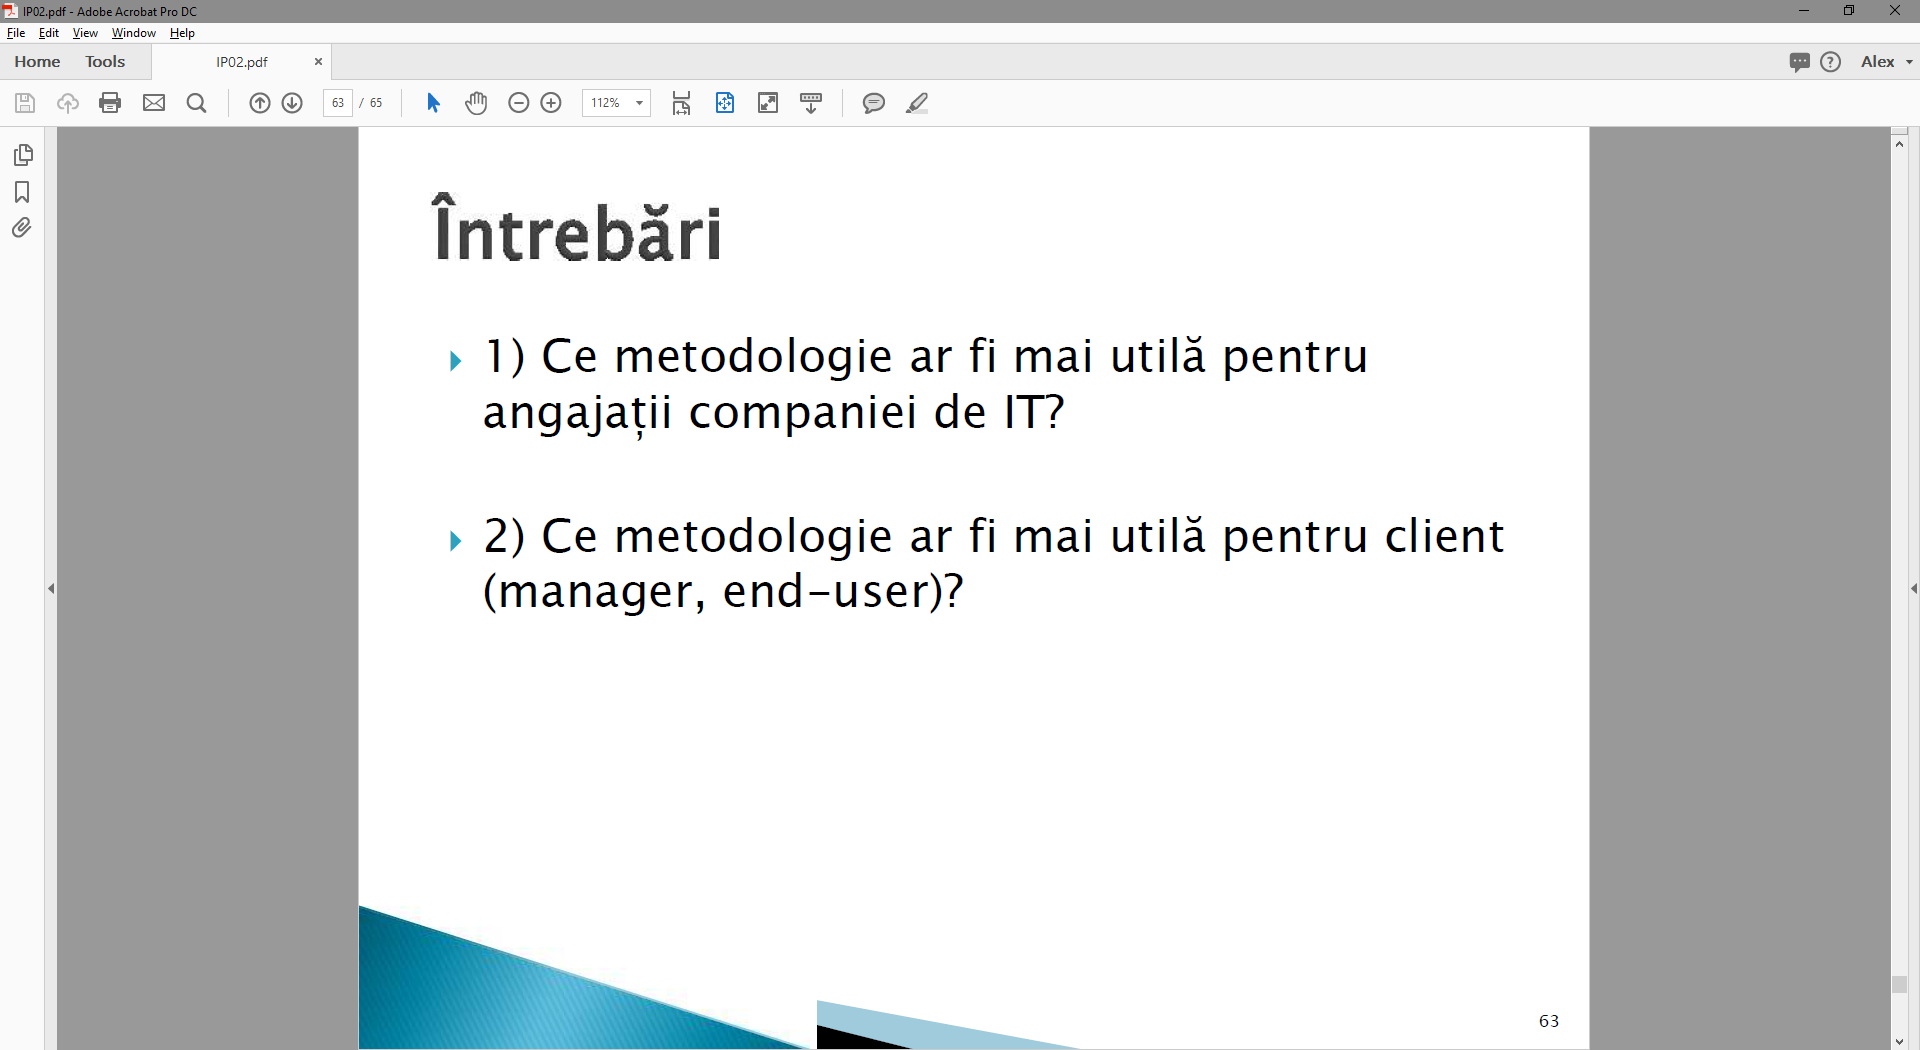 IP02.pdf - Adobe Acrobat Pro DC
File Edit View Window Help
Home Tools IP02.pdf × Alex
63 / 65 112%
Întrebări
1) Ce metodologie ar fi mai utilă pentru
angajații companiei de IT?
2) Ce metodologie ar fi mai utilă pentru client
(manager, end-user)?
63